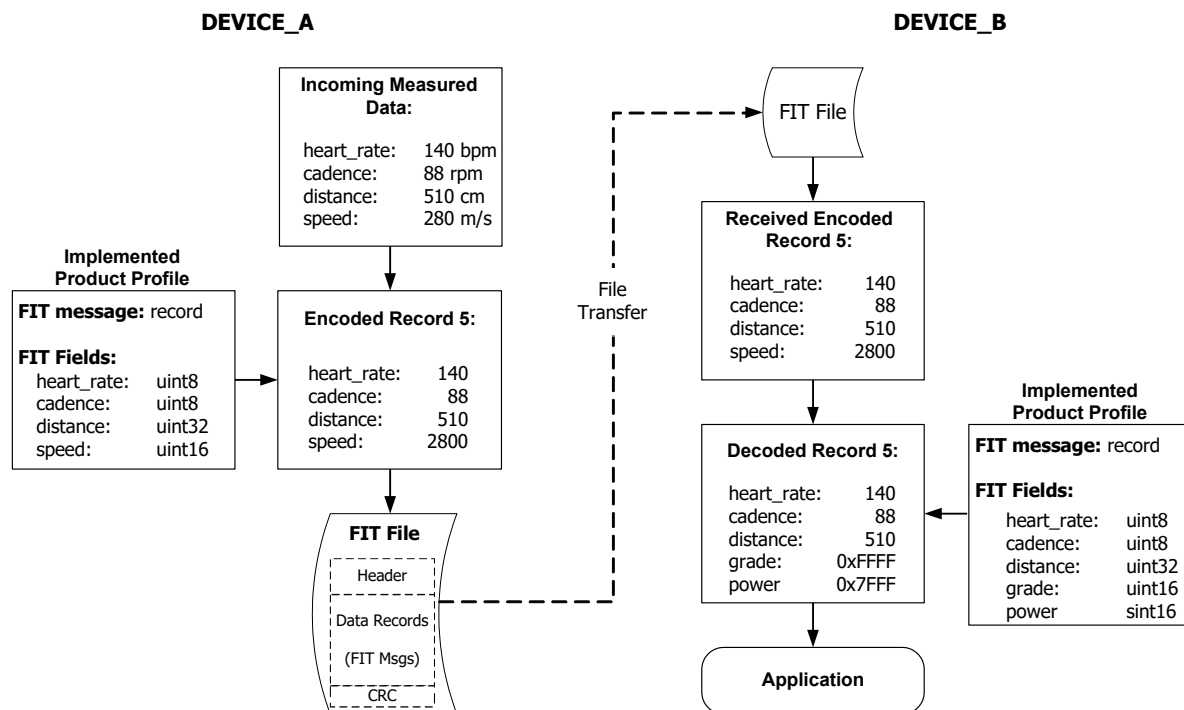 DEVICE_A
Incoming Measured
Data:
heart_rate: 140 bpm
cadence: 88 rpm
distance: 510 cm
speed: 280 m/s
Implemented
Product Profile
FIT message: record
FIT Fields:
heart_rate: uint8
cadence: uint8
distance: uint32
speed: uint16
Encoded Record 5:
heart_rate: 140
cadence: 88
distance: 510
speed: 2800
FIT File
Header
Data Records
(FIT Msgs)
CRC
File
Transfer
DEVICE_B
FIT File
Received Encoded
Record 5:
heart_rate: 140
cadence: 88
distance: 510
speed: 2800
Implemented
Product Profile
FIT message: record
FIT Fields:
heart_rate: uint8
cadence: uint8
distance: uint32
grade: uint16
power sint16
Decoded Record 5:
heart_rate: 140
cadence: 88
distance: 510
grade: 0xFFFF
power 0x7FFF
Application